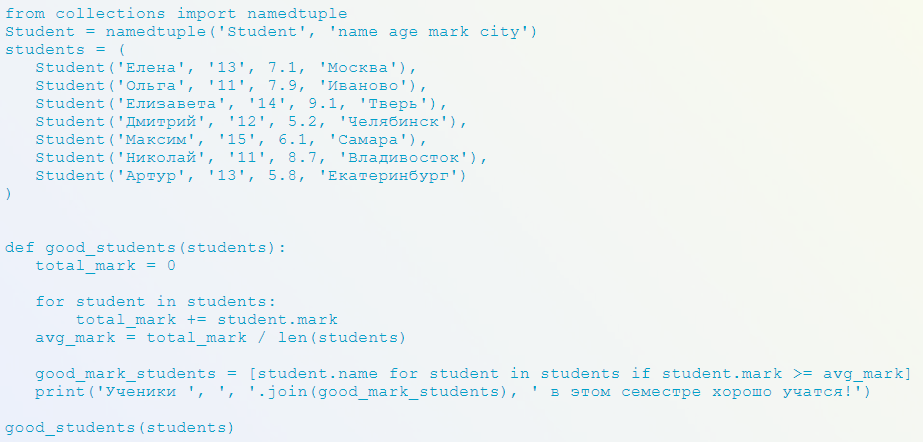 from collections import namedtuple
Student = namedtuple('Student', 'name age mark city')
students = (
   Student('Елена', '13', 7.1, 'Москва'),
   Student('Ольга', '11', 7.9, 'Иваново'),
   Student('Елизавета', '14', 9.1, 'Тверь'),
   Student('Дмитрий', '12', 5.2, 'Челябинск'),
   Student('Максим', '15', 6.1, 'Самара'),
   Student('Николай', '11', 8.7, 'Владивосток'),
   Student('Артур', '13', 5.8, 'Екатеринбург')
)
def good_students(students):
   total_mark = 0
   for student in students:
       total_mark += student.mark
   avg_mark = total_mark / len(students)
   good_mark_students = [student.name for student in students if student.mark >= avg_mark]
   print('Ученики ', ', '.join(good_mark_students), ' в этом семестре хорошо учатся!')
good_students(students)